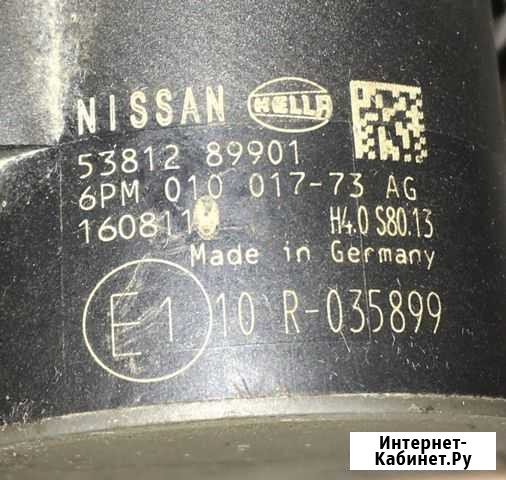 NISSAN HELLA
53812 89901
6PM 010 017-73 AG
1608110 H4.0 S80.13
Made in Germany
E1 10 R-035899
Интернет-
Кабинет.Ру